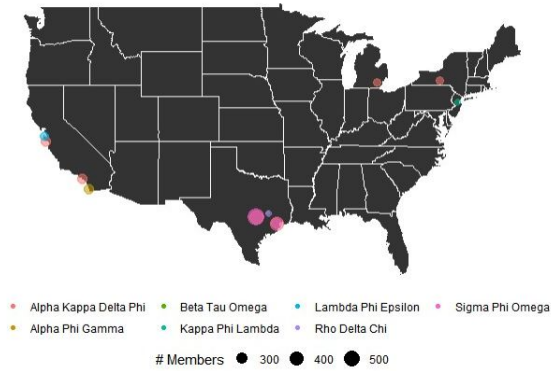 Alpha Kappa Delta Phi Beta Tau Omega Lambda Phi Epsilon Sigma Phi Omega
Alpha Phi Gamma Kappa Phi Lambda Rho Delta Chi
# Members 300 400 500